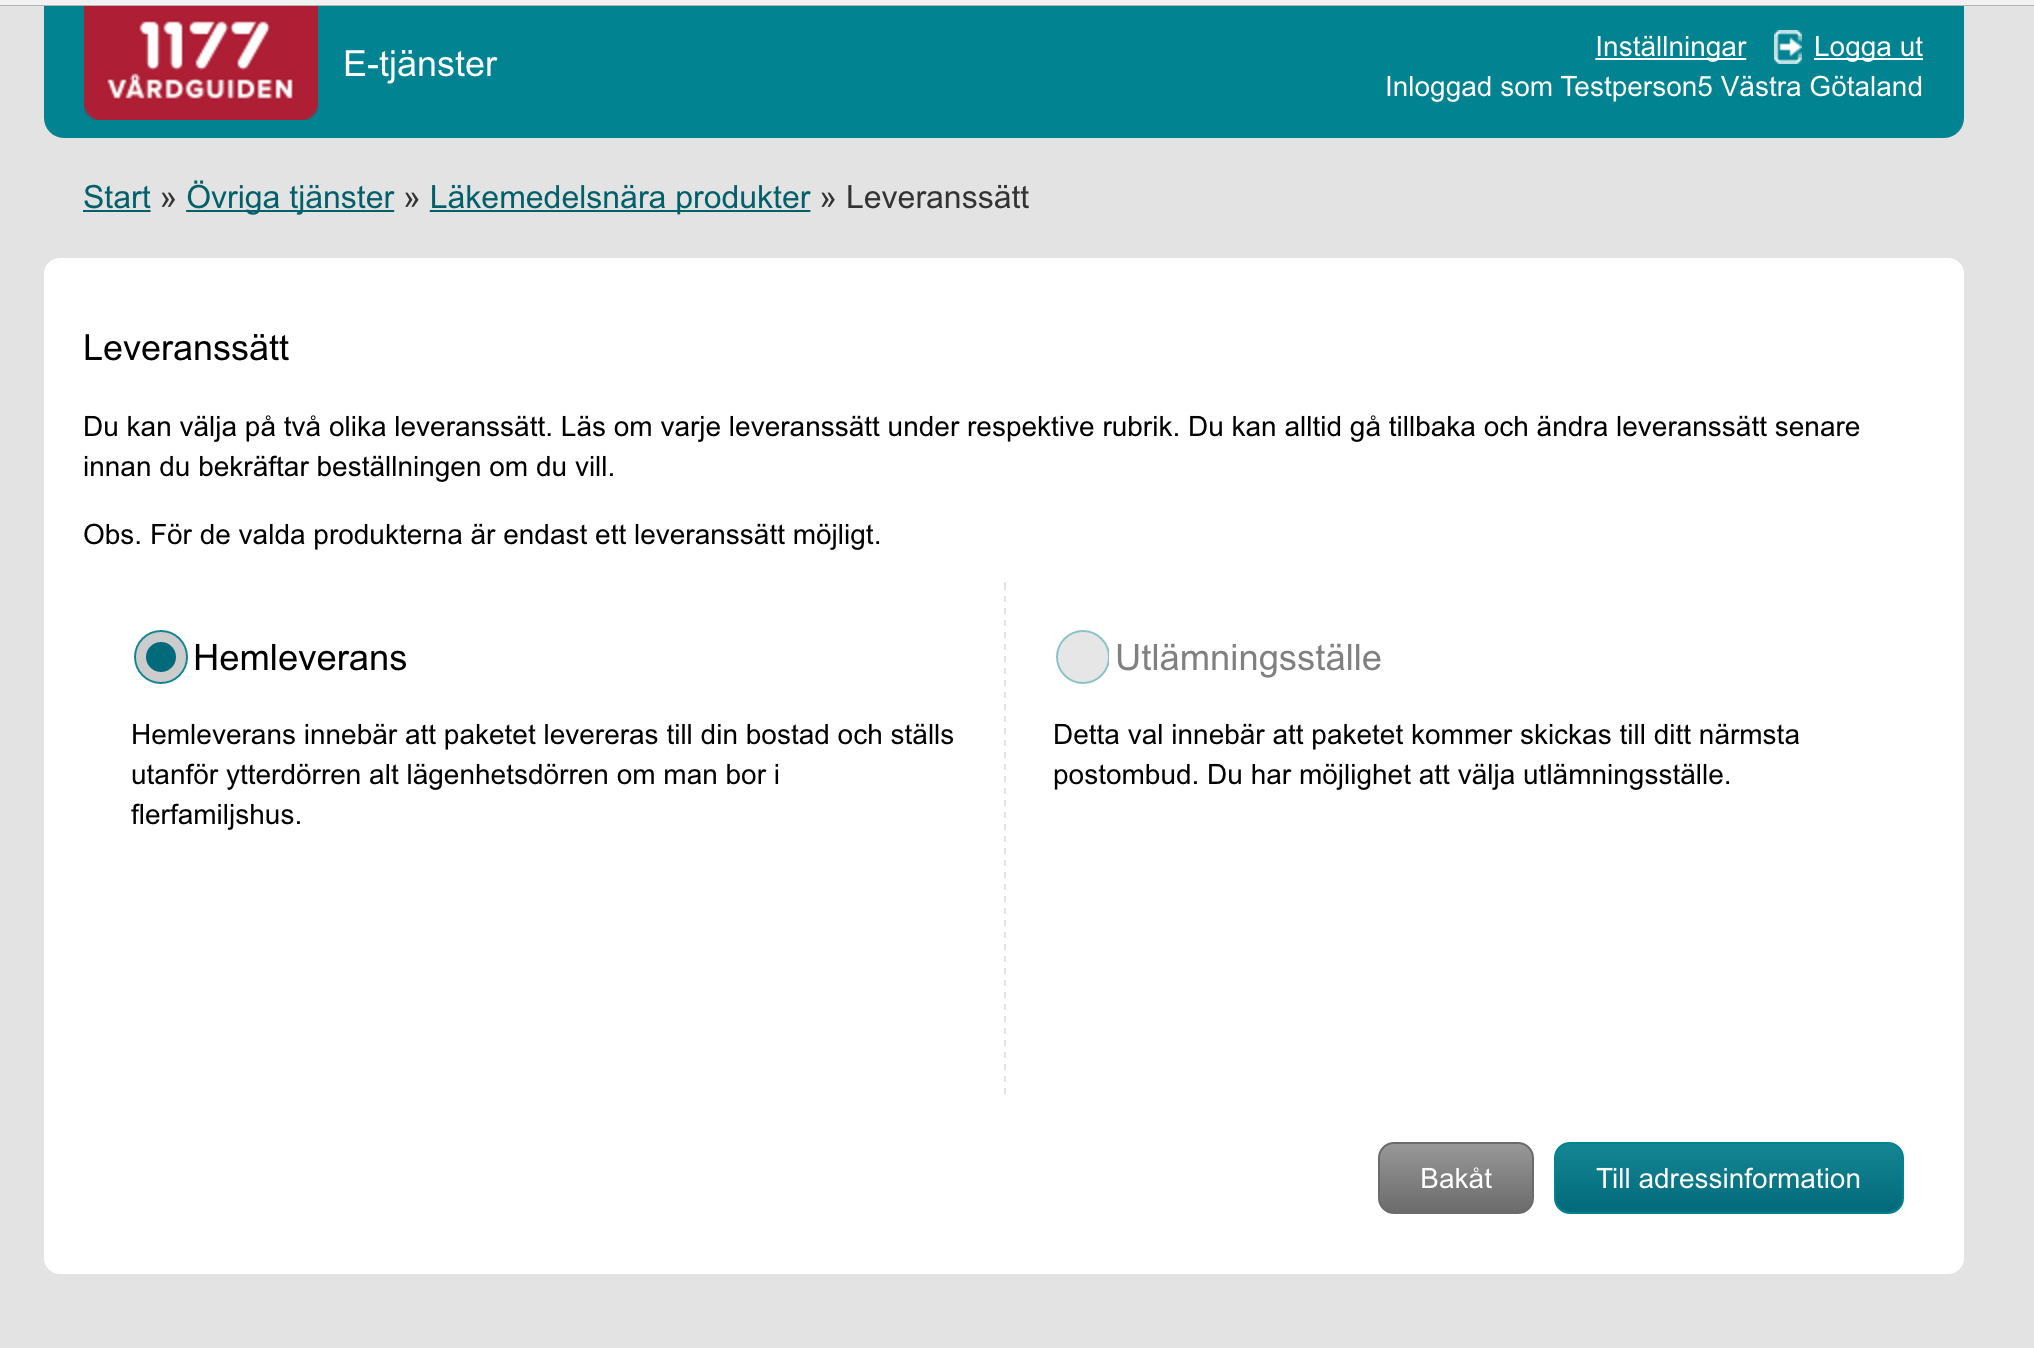 1177
VÅRDGUIDEN
E-tjänster
Inställningar Logga ut
Inloggad som Testperson5 Västra Götaland
Start » Övriga tjänster » Läkemedelsnära produkter » Leveranssätt
Leveranssätt
Du kan välja på två olika leveranssätt. Läs om varje leveranssätt under respektive rubrik. Du kan alltid gå tillbaka och ändra leveranssätt senare
innan du bekräftar beställningen om du vill.
Obs. För de valda produkterna är endast ett leveranssätt möjligt.
Hemleverans
Hemleverans innebär att paketet levereras till din bostad och ställs
utanför ytterdörren alt lägenhetsdörren om man bor i
flerfamiljshus.
Utlämningsställe
Detta val innebär att paketet kommer skickas till ditt närmsta
postombud. Du har möjlighet att välja utlämningsställe.
Bakåt
Till adressinformation